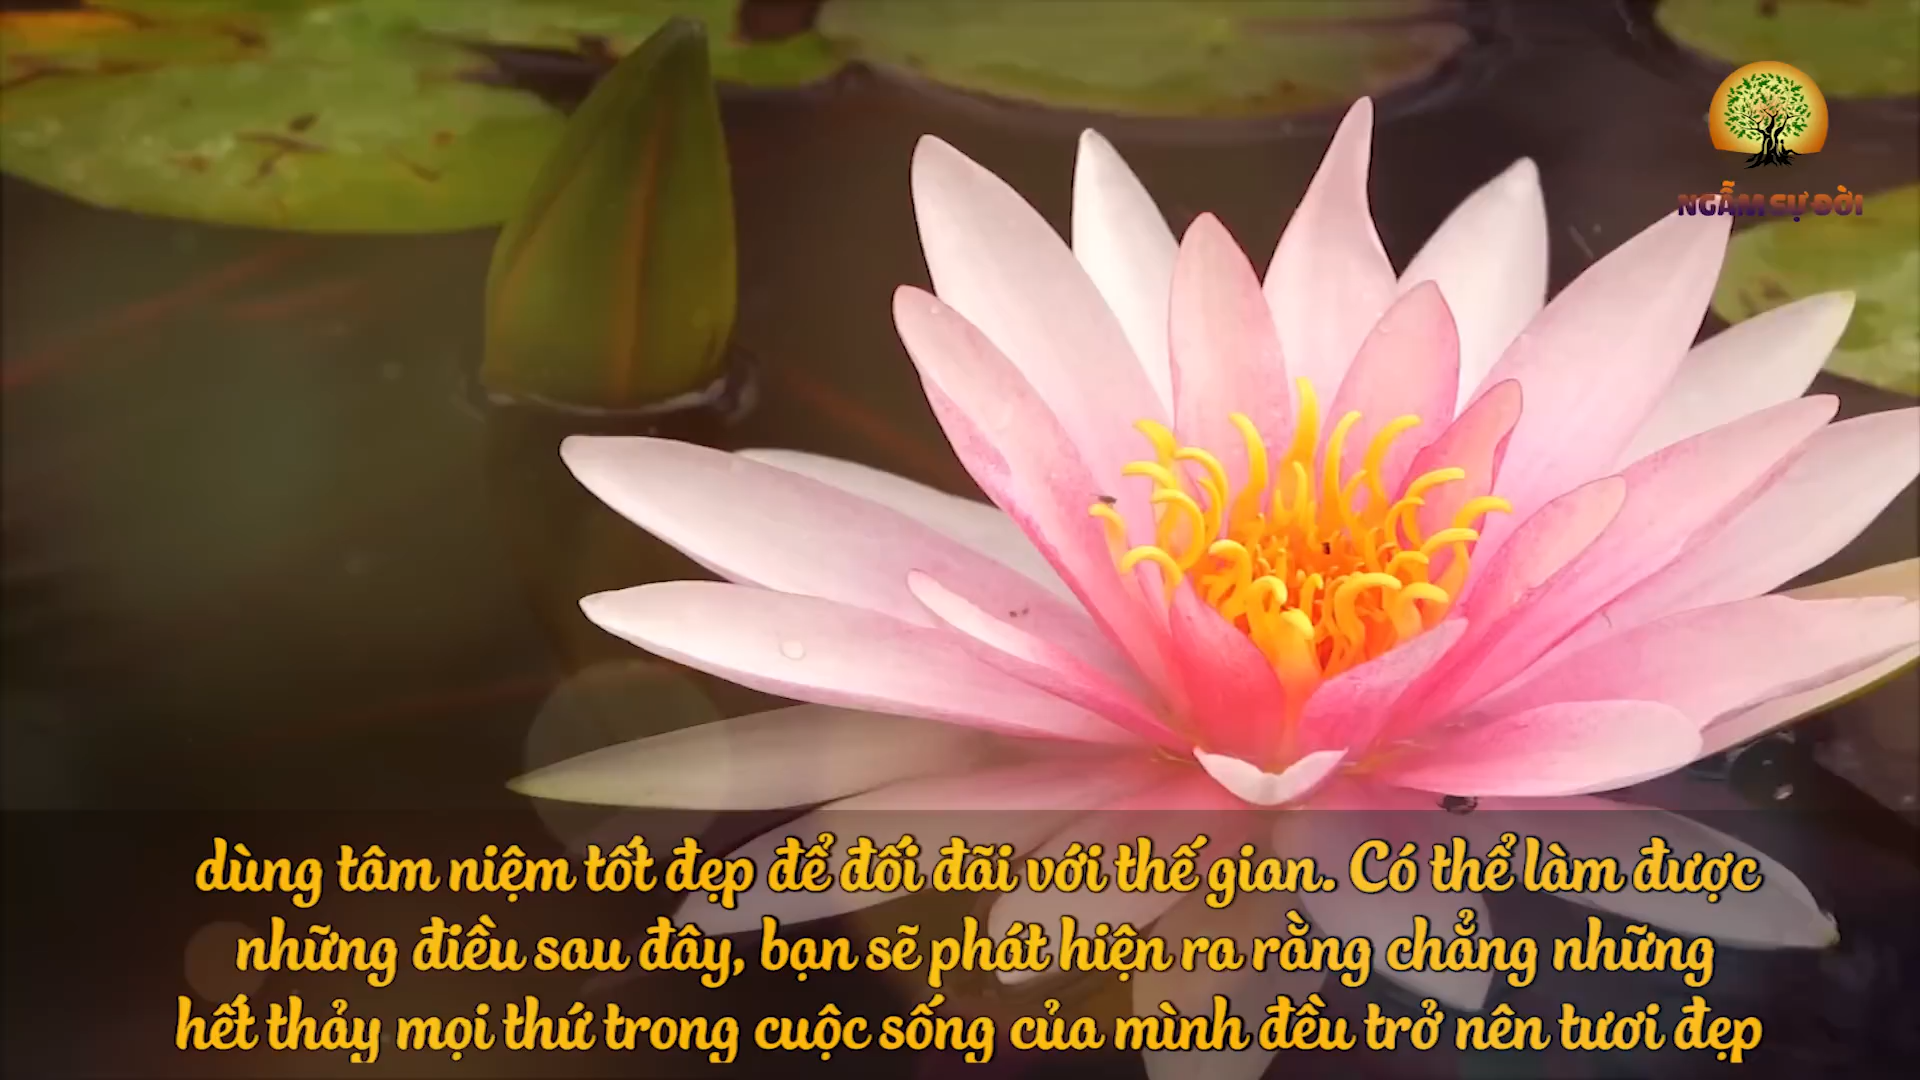 NGẪM SỰ ĐỜI
dùng tâm niệm tốt đẹp để đối đãi với thế gian. Có thể làm được
những điều sau đây, bạn sẽ phát hiện ra rằng chẳng những
hết thảy mọi thứ trong cuộc sống của mình đều trở nên tươi đẹp